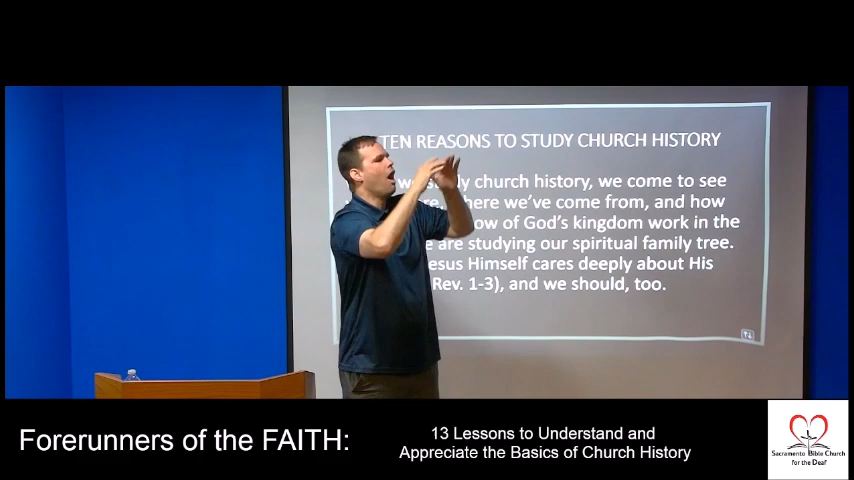 TEN REASONS TO STUDY CHURCH HISTORY
study church history, we come to see
where we've come from, and how
of God's kingdom work in the
are studying our spiritual family tree.
Jesus Himself cares deeply about His
(Rev. 1-3), and we should, too.
Forerunners of the FAITH:
13 Lessons to Understand and
Appreciate the Basics of Church History
Sacramento Bible Church
for the Deaf